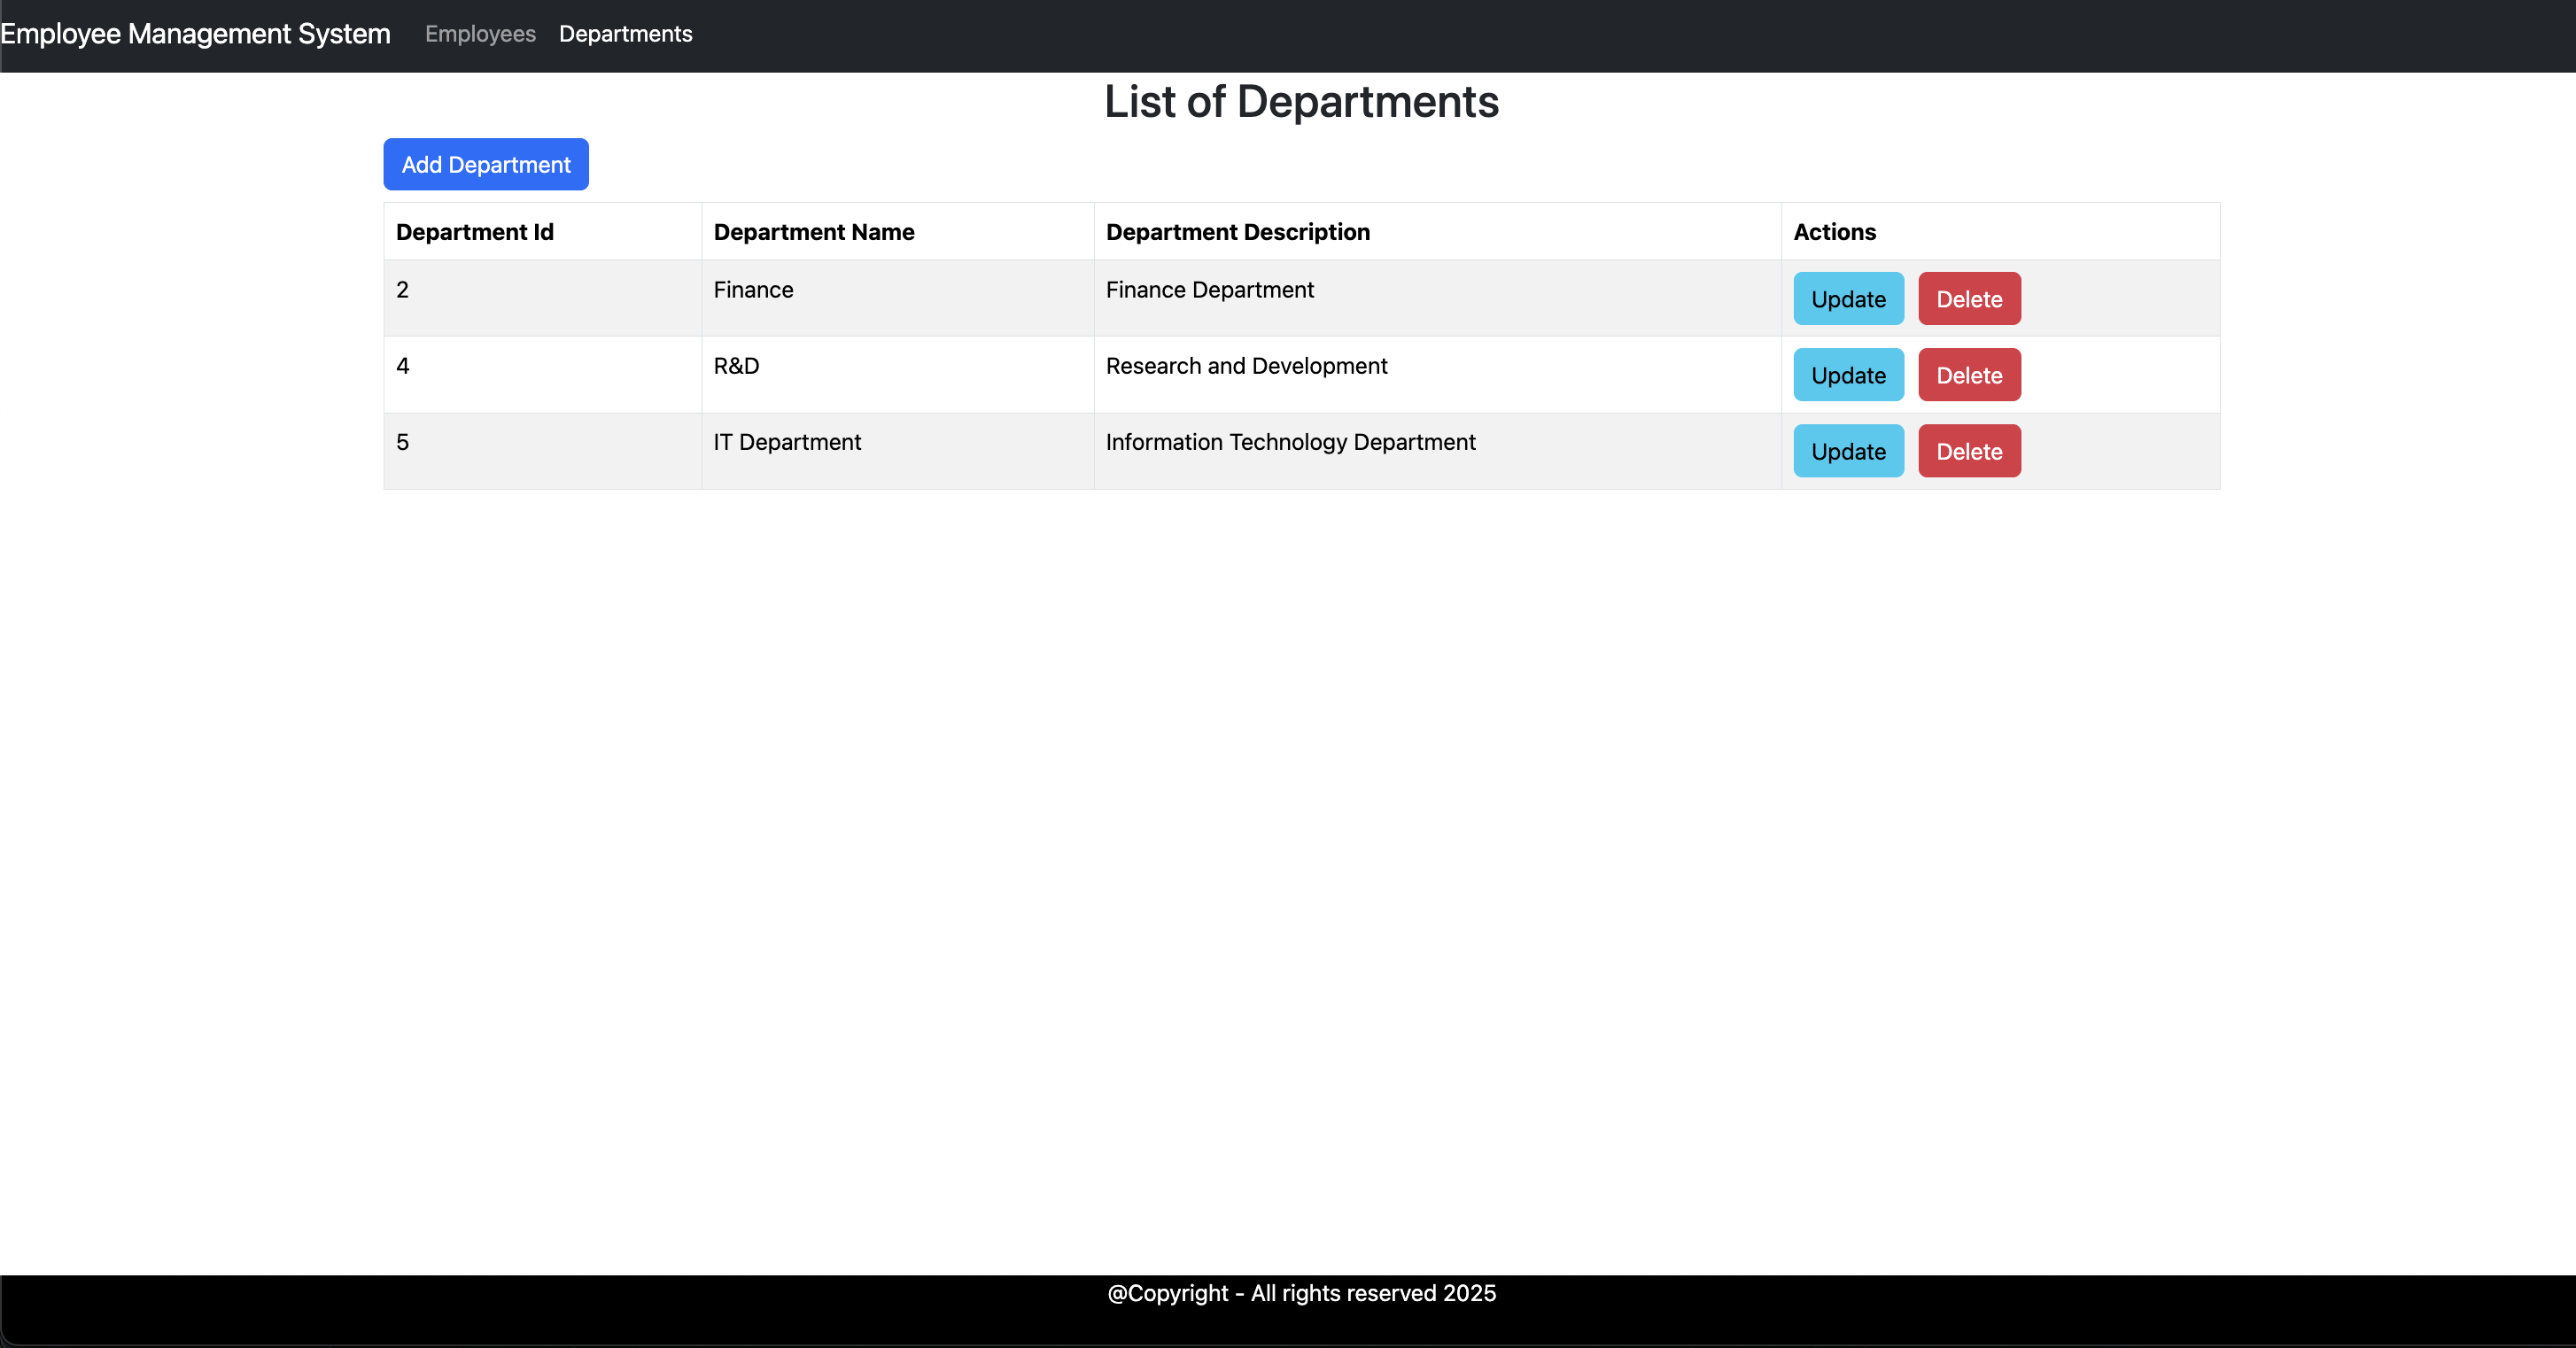 Employee Management System Employees Departments
List of Departments
Add Department
Department Id Department Name Department Description Actions
2 Finance Finance Department Update Delete
4 R&D Research and Development Update Delete
5 IT Department Information Technology Department Update Delete
@Copyright - All rights reserved 2025